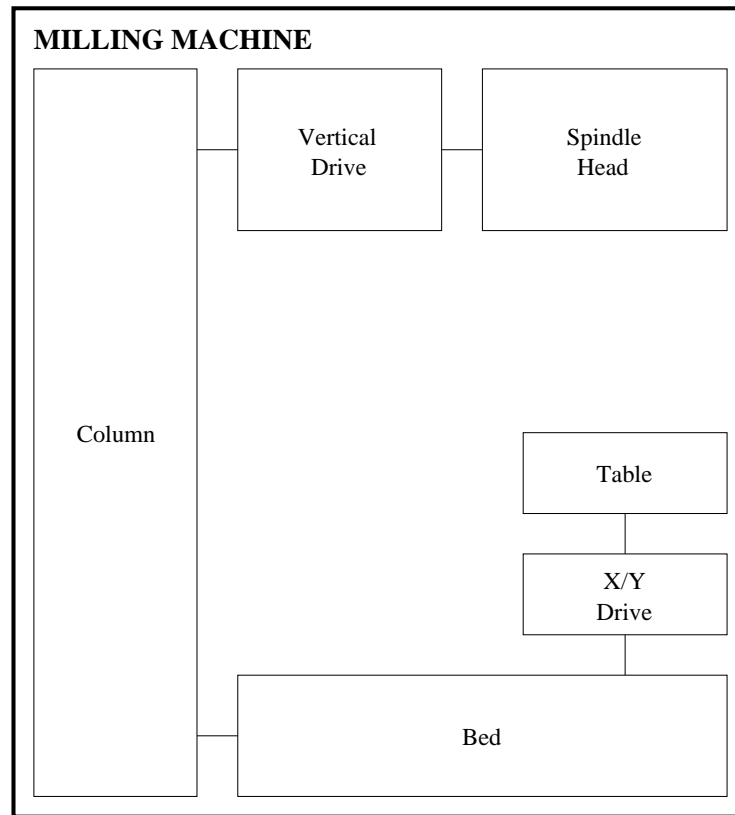 MILLING MACHINE
Vertical
Drive
Spindle
Head
Column
Table
X/Y
Drive
Bed